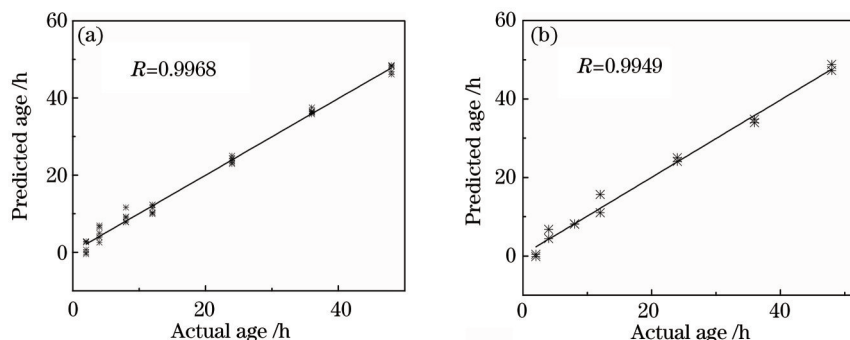 (a)
R=0.9968
60
40
20
0
Predicted age /h
0 20 40
Actual age /h
(b)
R=0.9949
60
40
20
0
Predicted age /h
0 20 40
Actual age /h